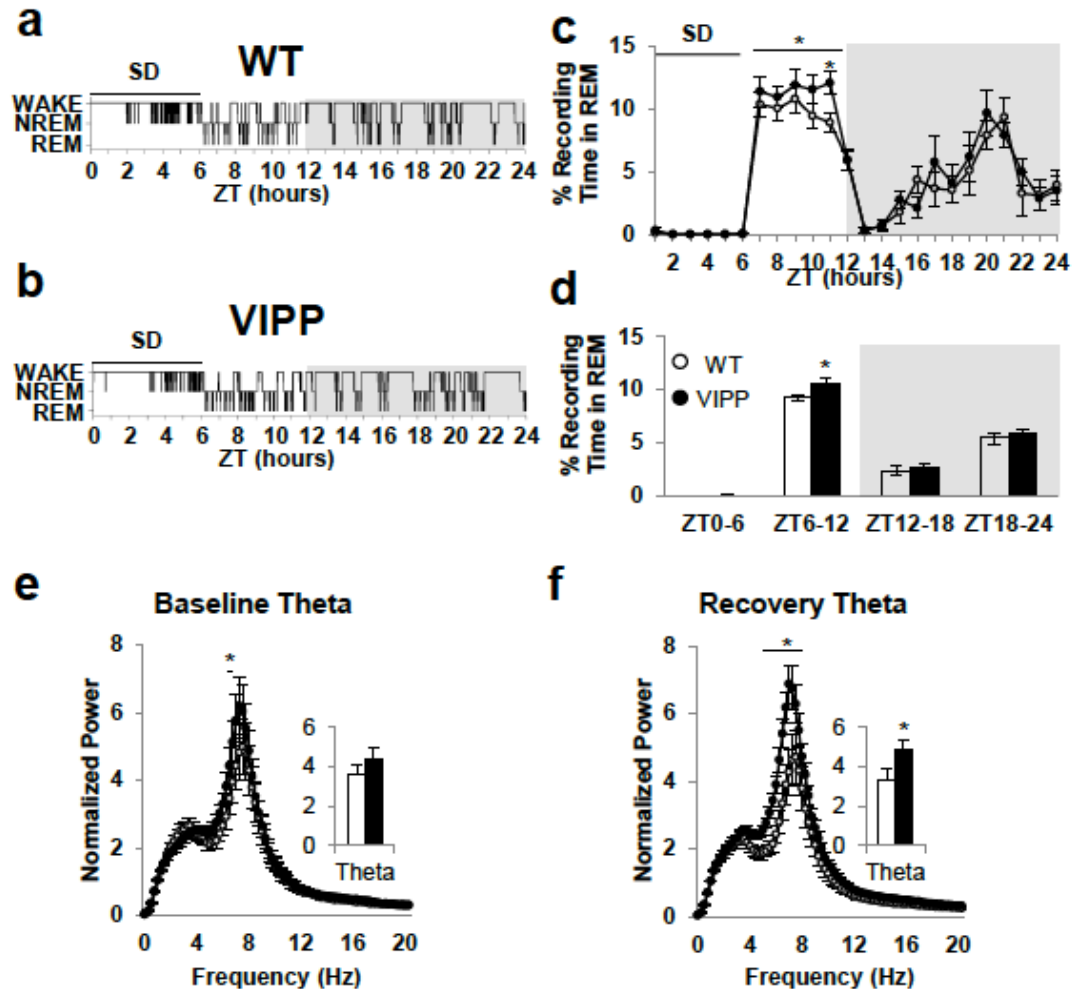 a
WT
SD
WAKE
NREM
REM
0 2 4 6 8 10 12 14 16 18 20 22 24
ZT (hours)
b
VIPP
SD
WAKE
NREM
REM
0 2 4 6 8 10 12 14 16 18 20 22 24
ZT (hours)
c
SD
*
*
% Recording
Time in REM
15
10
5
0
2 4 6 8 10 12 14 16 18 20 22 24
ZT (hours)
d
% Recording
Time in REM
15
10
5
0
WT
VIPP
*
ZT0-6 ZT6-12 ZT12-18 ZT18-24
e
Baseline Theta
Normalized Power
8
6
4
2
0
*
6
4
2
0
Theta
0 4 8 12 16 20
Frequency (Hz)
f
Recovery Theta
Normalized Power
8
6
4
2
0
*
6
4
2
0
*
Theta
0 4 8 12 16 20
Frequency (Hz)